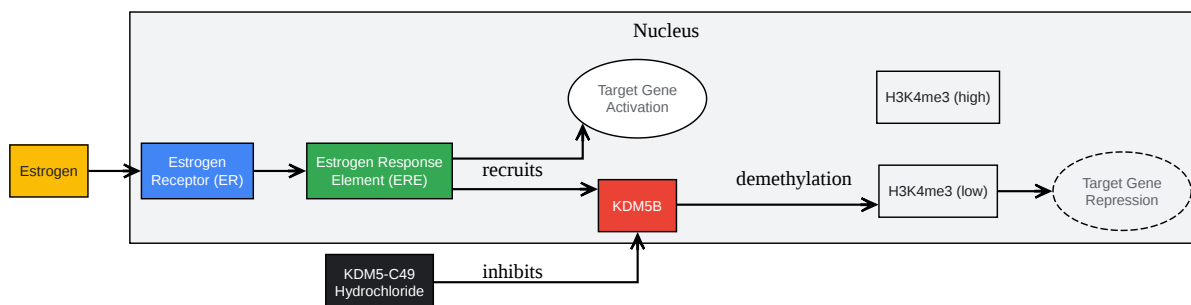 Nucleus
Target Gene
Activation
H3K4me3 (high)
Estrogen
Estrogen
Receptor (ER)
Estrogen Response
Element (ERE)
recruits
KDM5B
demethylation
H3K4me3 (low)
Target Gene
Repression
KDM5-C49
Hydrochloride
inhibits